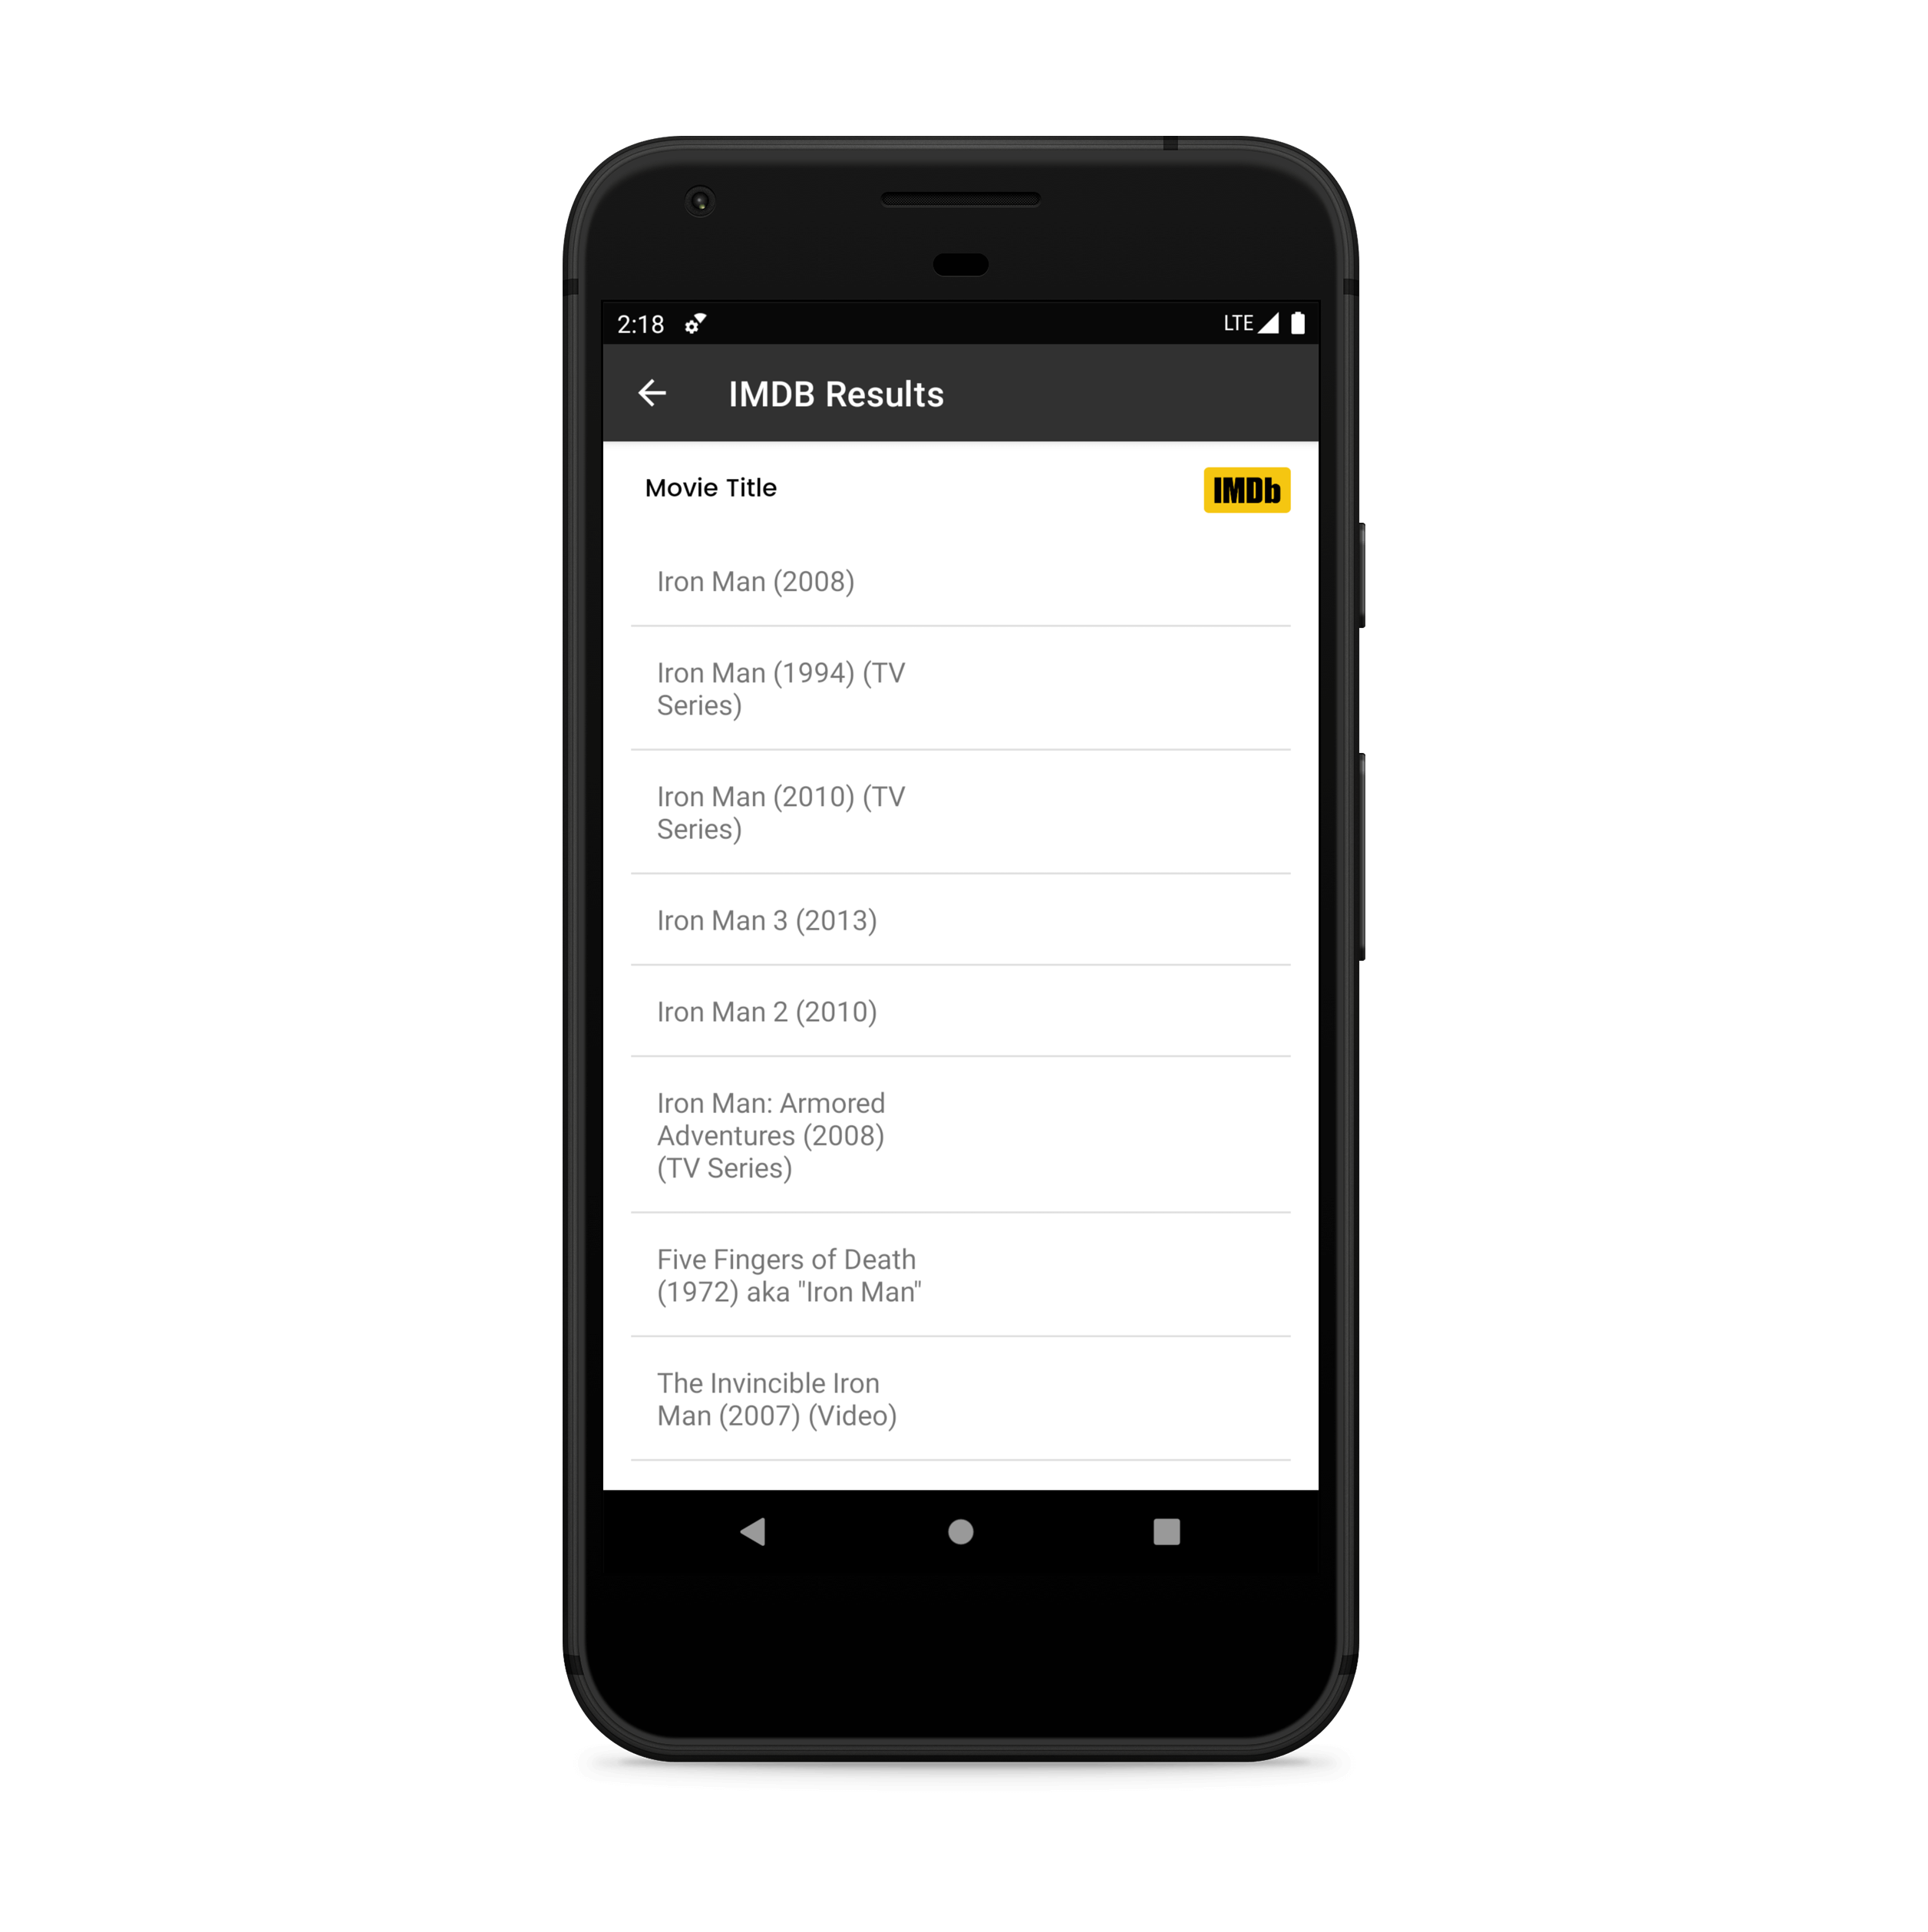 2:18
LTE
IMDB Results
Movie Title
IMDb
Iron Man (2008)
Iron Man (1994) (TV
Series)
Iron Man (2010) (TV
Series)
Iron Man 3 (2013)
Iron Man 2 (2010)
Iron Man: Armored
Adventures (2008)
(TV Series)
Five Fingers of Death
(1972) aka "Iron Man"
The Invincible Iron
Man (2007) (Video)